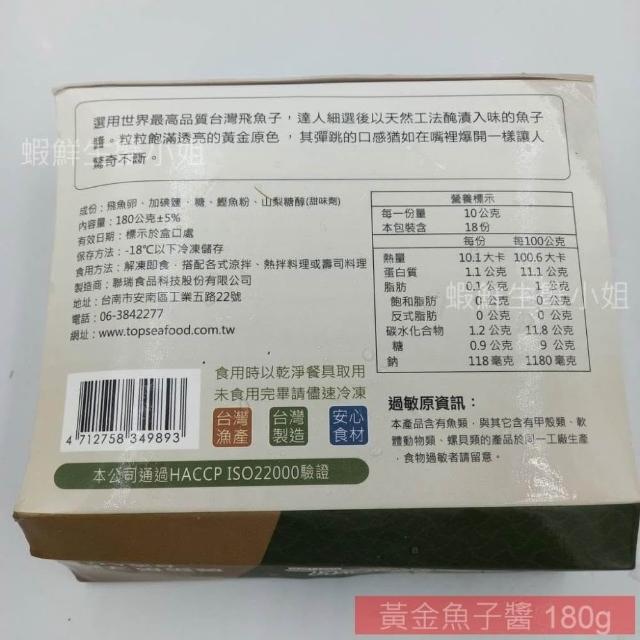 選用世界最高品質台灣飛魚子，達人細選後以天然工法醃漬入味的魚子
醬。粒粒飽滿透亮的黃金原色，其彈跳的口感猶如在嘴裡爆開一樣讓人
驚奇不斷。
成份：飛魚卵、加碘鹽、糖、鰹魚粉、山梨糖醇(甜味劑)
內容量：180公克±5%
有效日期：標示於盒口處
保存方法：-18℃以下冷凍儲存
食用方法：解凍即食，搭配各式涼拌、熱拌料理或壽司料理
製造商：聯瑞食品科技股份有限公司
地址：台南市安南區工業五路22號
電話：06-3842277
網址：www.topseafood.com.tw
營養標示
每一份量 10公克
本包裝含 18份
每份 每100公克
熱量 10.1大卡 100.6大卡
蛋白質 1.1公克 11.1公克
脂肪 0.1公克 1公克
飽和脂肪 0公克 0公克
反式脂肪 0公克 0公克
碳水化合物 1.2公克 11.8公克
糖 0.9公克 9公克
鈉 118毫克 1180毫克
食用時以乾淨餐具取用
未食用完畢請儘速冷凍
台灣漁產 台灣製造 安心食材
4 712758 349893
本公司通過HACCP ISO22000驗證
過敏原資訊：
本產品含有魚類，與其它含有甲殼類、軟
體動物類、螺貝類的產品於同一工廠生產
，食物過敏者請留意。
黃金魚子醬 180g